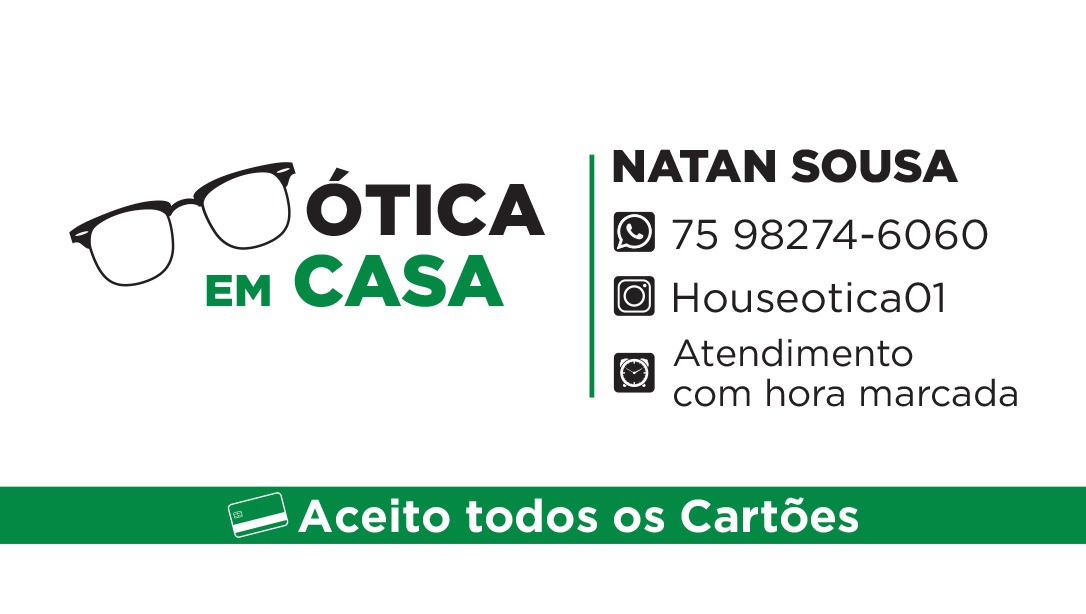 ÓTICA
EM CASA
NATAN SOUSA
75 98274-6060
Houseotica01
Atendimento
com hora marcada
Aceito todos os Cartões